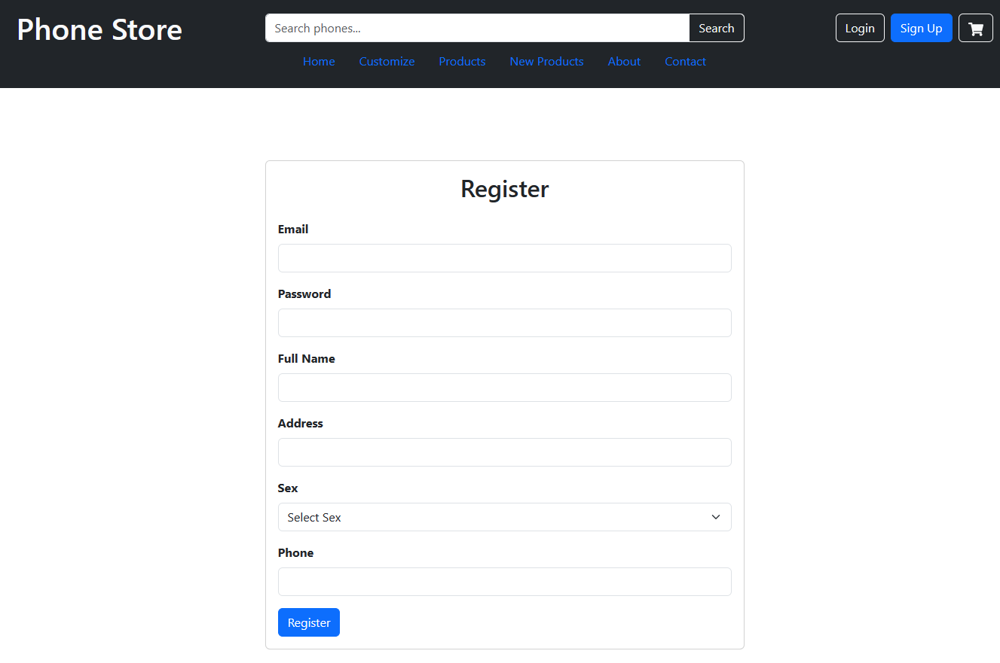 Phone Store
Search phones...
Search
Login
Sign Up
Home
Customize
Products
New Products
About
Contact
Register
Email
Password
Full Name
Address
Sex
Select Sex
Phone
Register